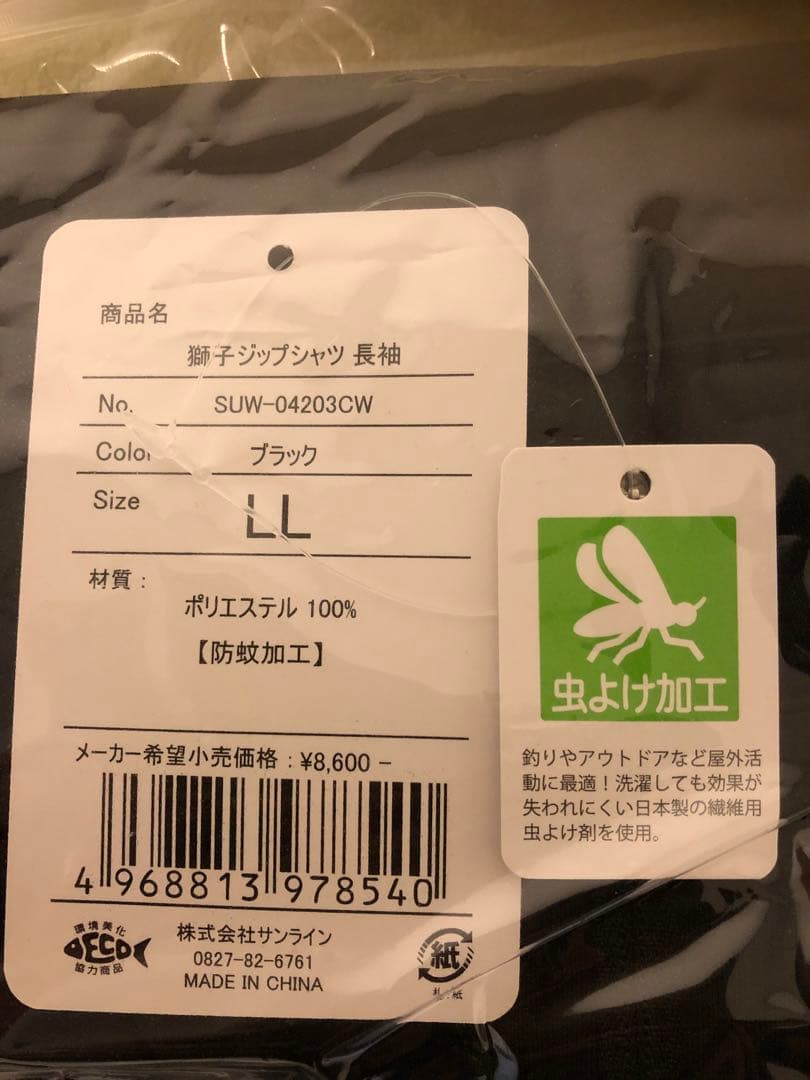 商品名
獅子ジップシャツ 長袖
No. SUW-04203CW
Color ブラック
Size LL
材質：
ポリエステル 100%
【防蚊加工】
メーカー希望小売価格：¥8,600－
4 968813 978540
環境美化
ECO
協力商品
株式会社サンライン
0827-82-6761
MADE IN CHINA
紙
札：紙
虫よけ加工
釣りやアウトドアなど屋外活
動に最適！洗濯しても効果が
失われにくい日本製の繊維用
虫よけ剤を使用。